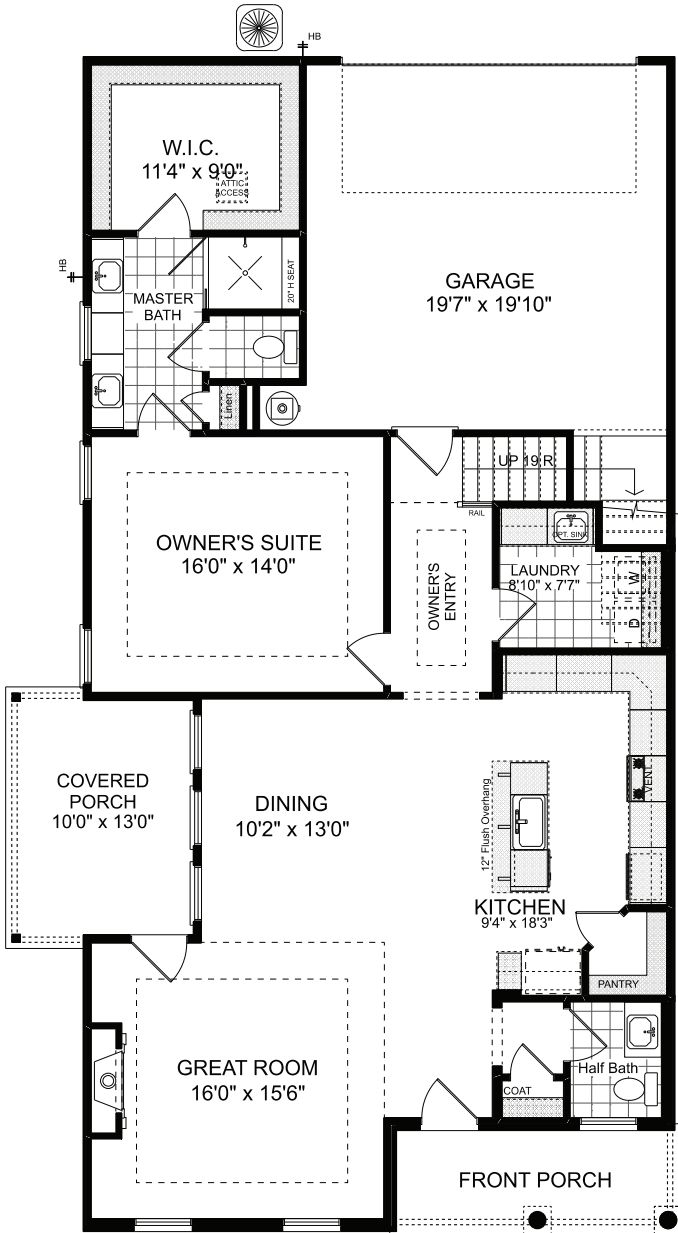 HB
W.I.C.
11'4" x 9'0"
ATTIC
ACCESS
HB
GARAGE
19'7" x 19'10"
20" H SEAT
MASTER
BATH
Linen
UP 19 R
RAIL
OPT. SINK
OWNER'S SUITE
16'0" x 14'0"
OWNER'S
ENTRY
LAUNDRY
8'10" x 7'7"
W
D
COVERED
PORCH
10'0" x 13'0"
DINING
10'2" x 13'0"
12" Flush Overhang
VENT
KITCHEN
9'4" x 18'3"
PANTRY
GREAT ROOM
16'0" x 15'6"
Half Bath
COAT
FRONT PORCH